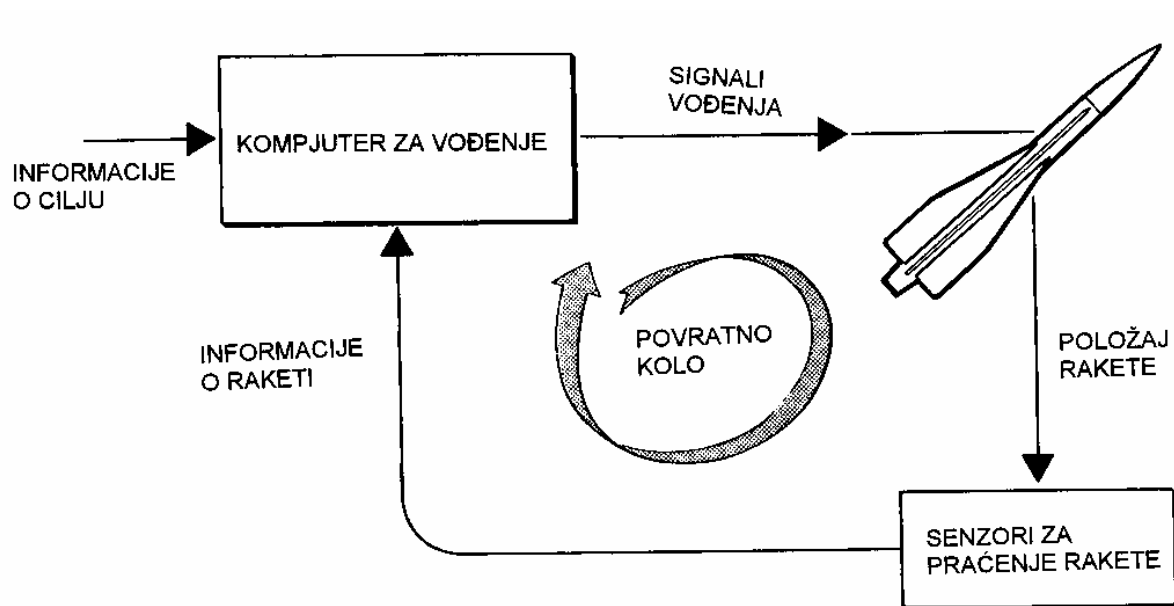 SIGNALI
VOĐENJA
KOMPJUTER ZA VOĐENJE
INFORMACIJE
O CILJU
INFORMACIJE
O RAKETI
POVRATNO
KOLO
POLOŽAJ
RAKETE
SENZORI ZA
PRAĆENJE RAKETE